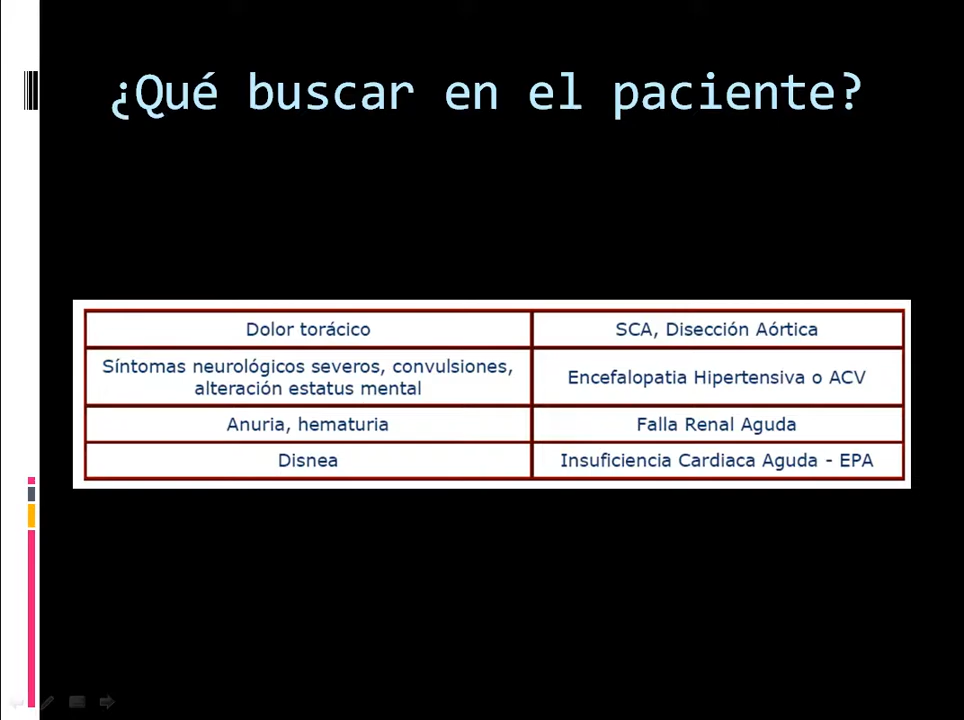 ¿Qué buscar en el paciente?
Dolor torácico
SCA, Disección Aórtica
Síntomas neurológicos severos, convulsiones,
alteración estatus mental
Encefalopatia Hipertensiva o ACV
Anuria, hematuria
Falla Renal Aguda
Disnea
Insuficiencia Cardiaca Aguda - EPA